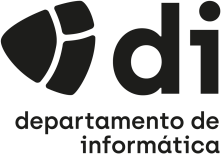 di
departamento de
informática